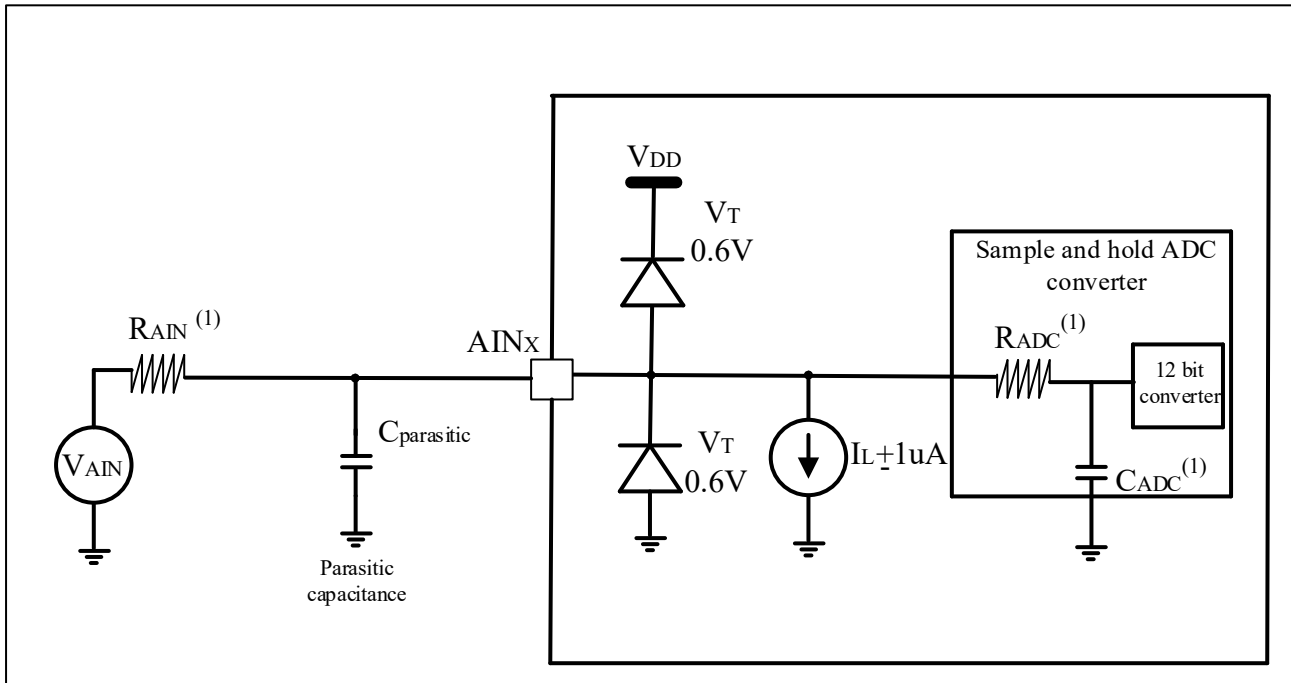 VDD
VT
0.6V
Sample and hold ADC
converter
RAIN (1)
AINX
RADC(1)
12 bit
converter
Cparasitic
VT
0.6V
VAIN
IL±1uA
CADC(1)
Parasitic
capacitance